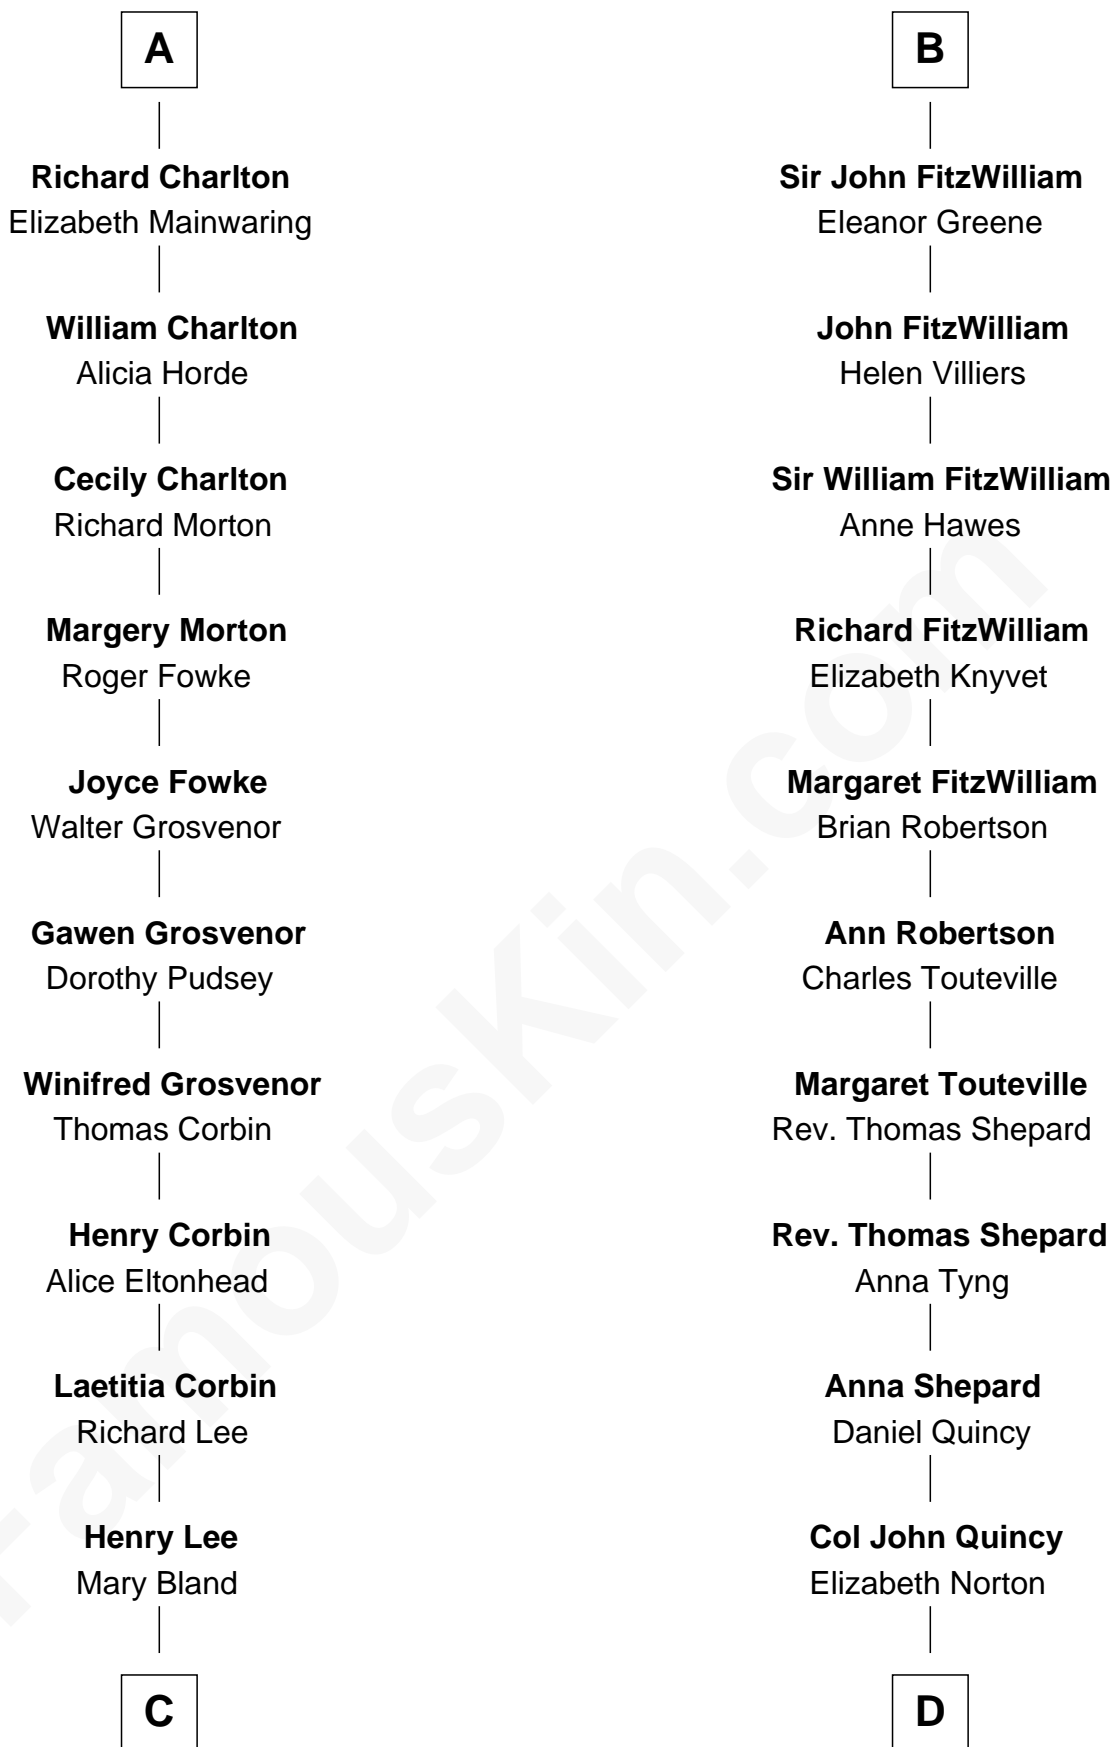 A
Richard Charlton
Elizabeth Mainwaring
William Charlton
Alicia Horde
Cecily Charlton
Richard Morton
Margery Morton
Roger Fowke
Joyce Fowke
Walter Grosvenor
Gawen Grosvenor
Dorothy Pudsey
Winifred Grosvenor
Thomas Corbin
Henry Corbin
Alice Eltonhead
Laetitia Corbin
Richard Lee
Henry Lee
Mary Bland
C
B
Sir John FitzWilliam
Eleanor Greene
John FitzWilliam
Helen Villiers
Sir William FitzWilliam
Anne Hawes
Richard FitzWilliam
Elizabeth Knyvet
Margaret FitzWilliam
Brian Robertson
Ann Robertson
Charles Touteville
Margaret Touteville
Rev. Thomas Shepard
Rev. Thomas Shepard
Anna Tyng
Anna Shepard
Daniel Quincy
Col John Quincy
Elizabeth Norton
D
FamousKin.com